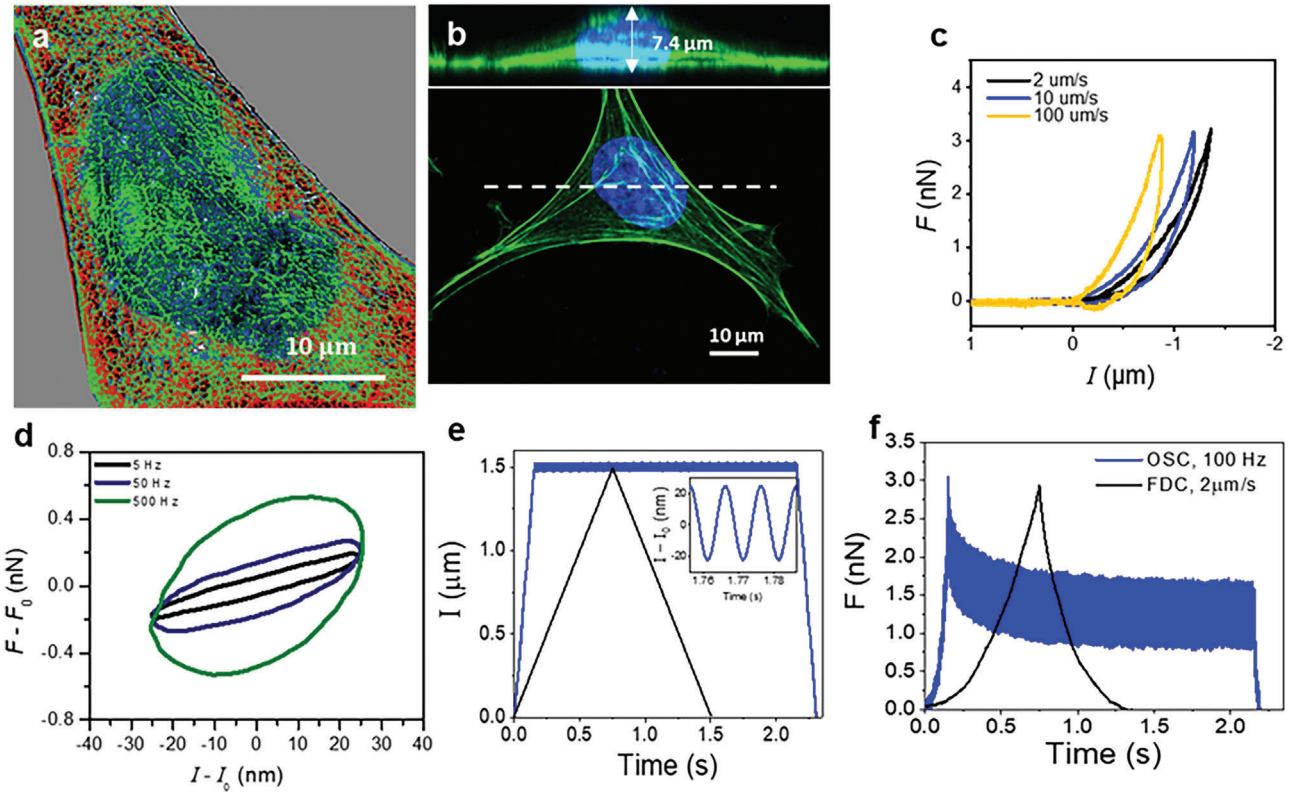 a
10 µm
b
7.4 µm
10 µm
c
2 um/s
10 um/s
100 um/s
F (nN)
4
3
2
1
0
1
0
-1
-2
I (µm)
d
5 Hz
50 Hz
500 Hz
F - F0 (nN)
0.8
0.4
0.0
-0.4
-0.8
-40
-30
-20
-10
0
10
20
30
40
I - I0 (nm)
e
I (µm)
1.5
1.0
0.5
0.0
0.0
0.5
1.0
1.5
2.0
Time (s)
I – I0 (nm)
20
0
-20
1.76
1.77
1.78
Time (s)
f
OSC, 100 Hz
FDC, 2µm/s
F (nN)
3.5
3.0
2.5
2.0
1.5
1.0
0.5
0.0
0.0
0.5
1.0
1.5
2.0
Time (s)